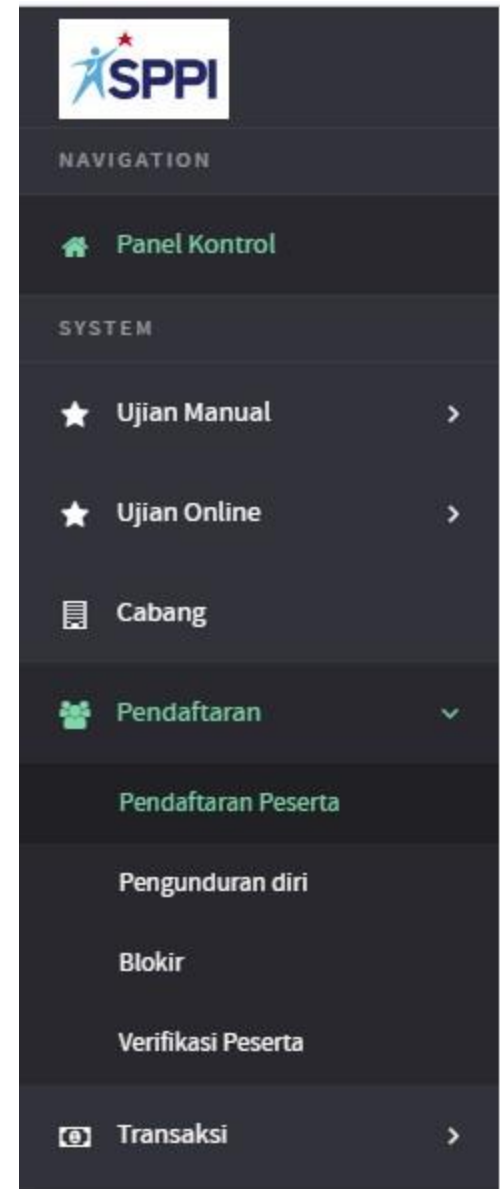 SPPI
NAVIGATION
Panel Kontrol
SYSTEM
Ujian Manual
Ujian Online
Cabang
Pendaftaran
Pendaftaran Peserta
Pengunduran diri
Blokir
Verifikasi Peserta
Transaksi